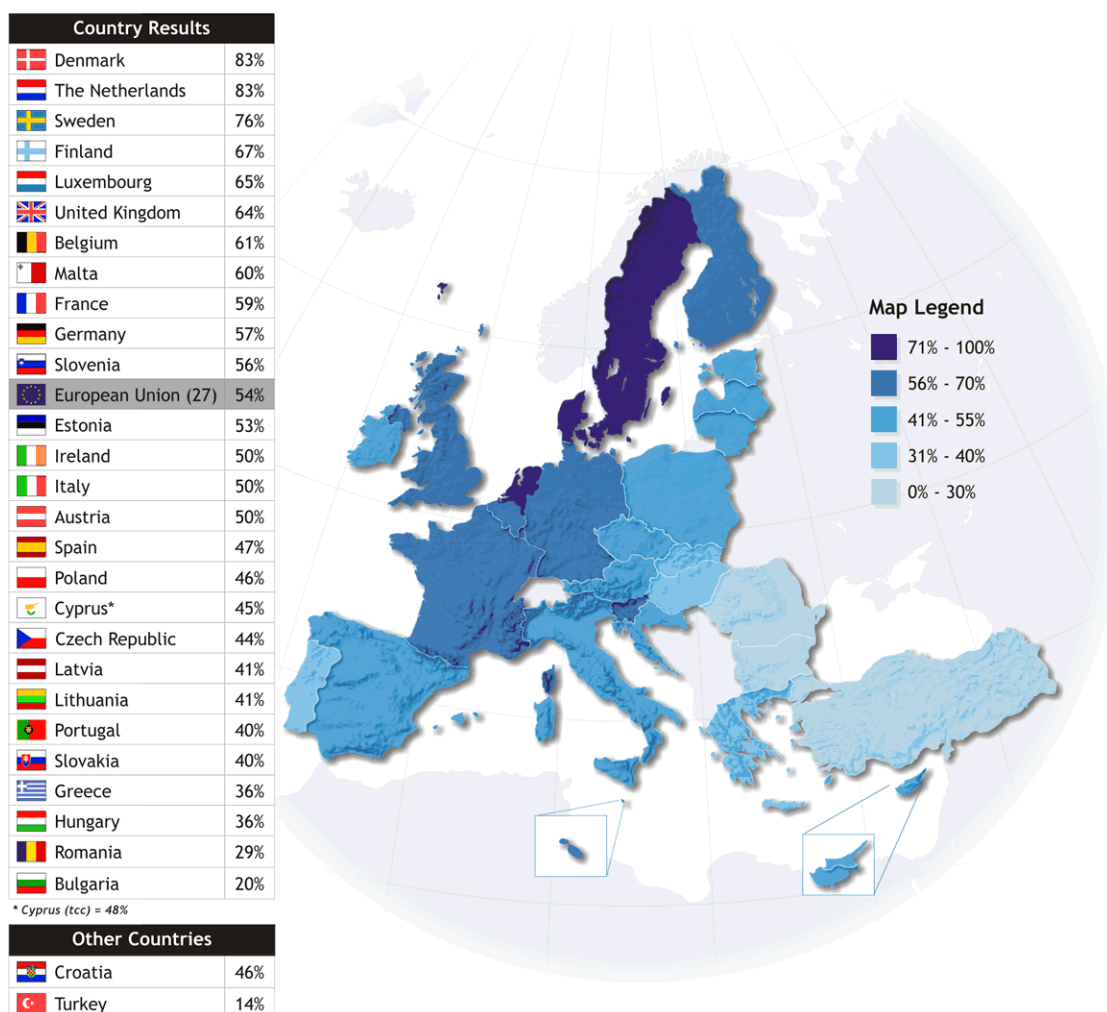 Country Results
Denmark 83%
The Netherlands 83%
Sweden 76%
Finland 67%
Luxembourg 65%
United Kingdom 64%
Belgium 61%
Malta 60%
France 59%
Germany 57%
Slovenia 56%
European Union (27) 54%
Estonia 53%
Ireland 50%
Italy 50%
Austria 50%
Spain 47%
Poland 46%
Cyprus* 45%
Czech Republic 44%
Latvia 41%
Lithuania 41%
Portugal 40%
Slovakia 40%
Greece 36%
Hungary 36%
Romania 29%
Bulgaria 20%
* Cyprus (tcc) = 48%
Other Countries
Croatia 46%
Turkey 14%
Map Legend
71% - 100%
56% - 70%
41% - 55%
31% - 40%
0% - 30%